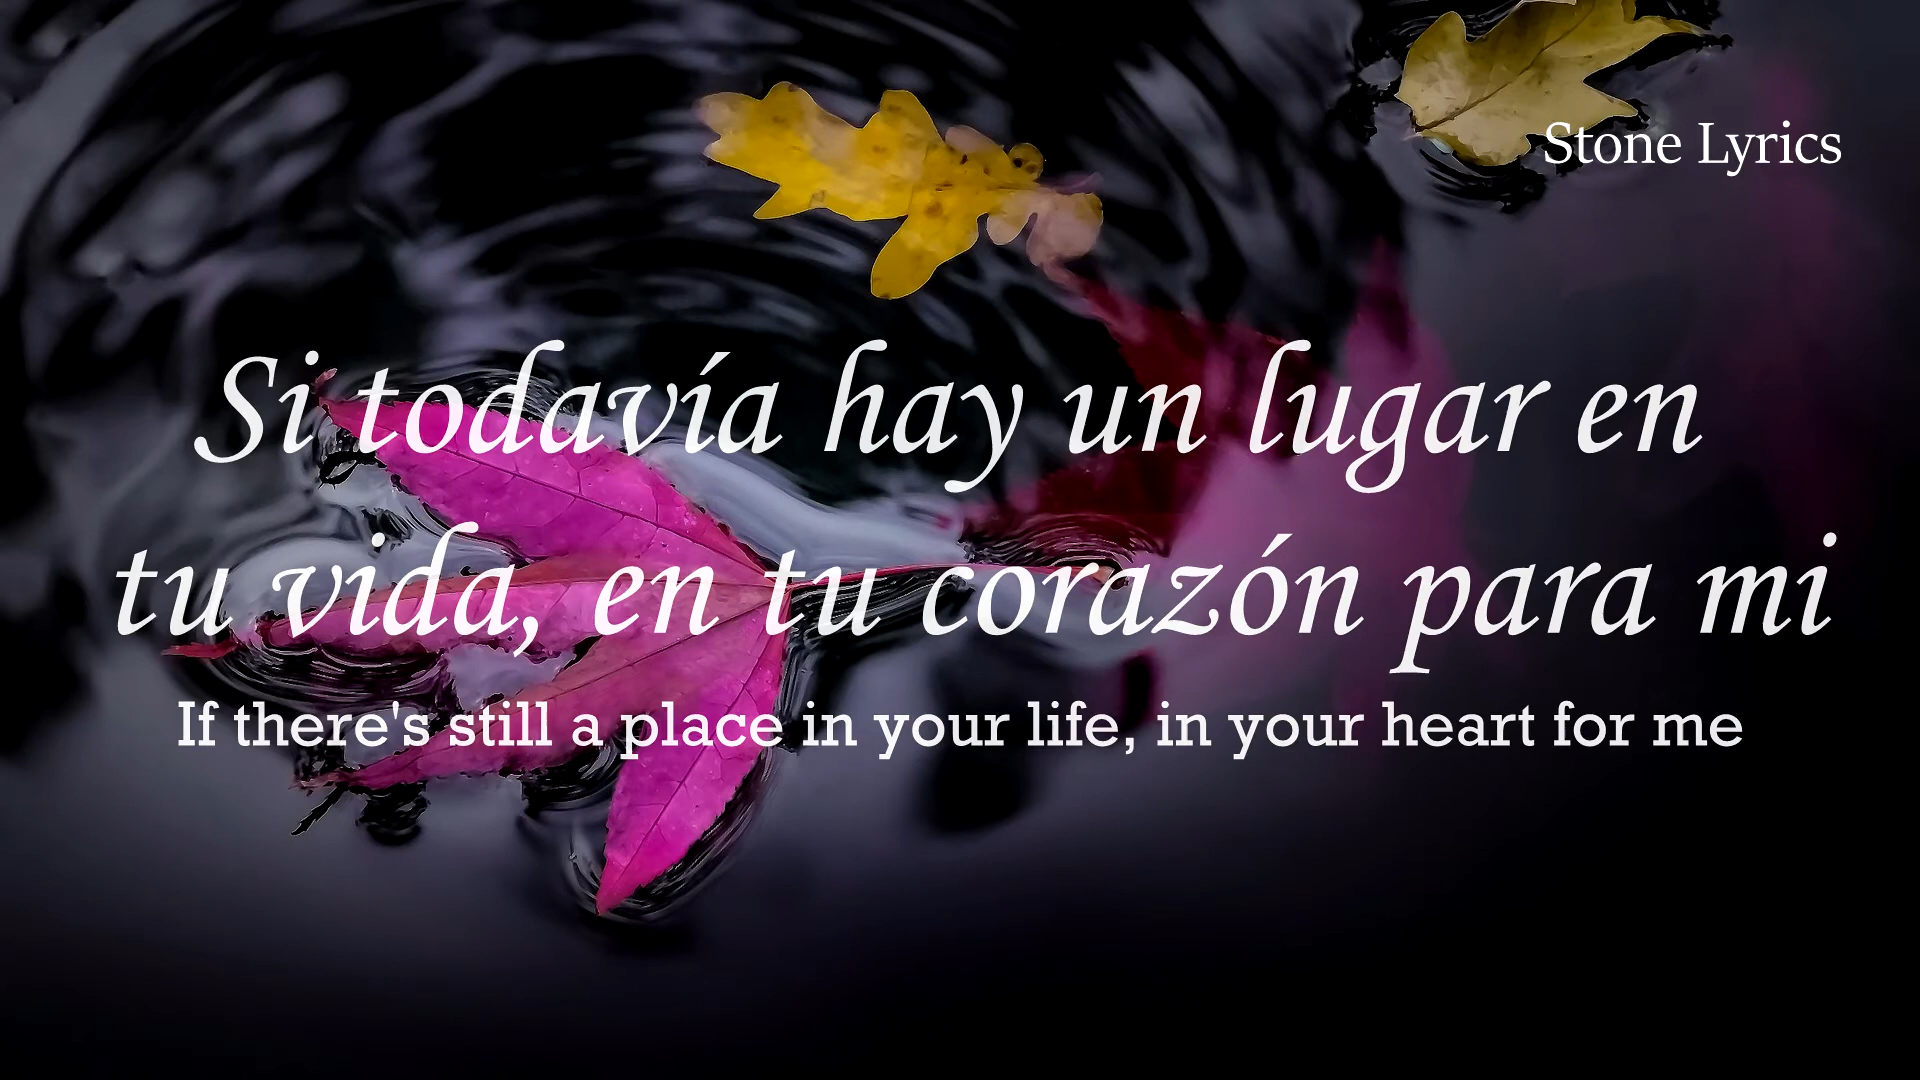 Stone Lyrics
Si todavía hay un lugar en
tu vida, en tu corazón para mi
If there's still a place in your life, in your heart for me